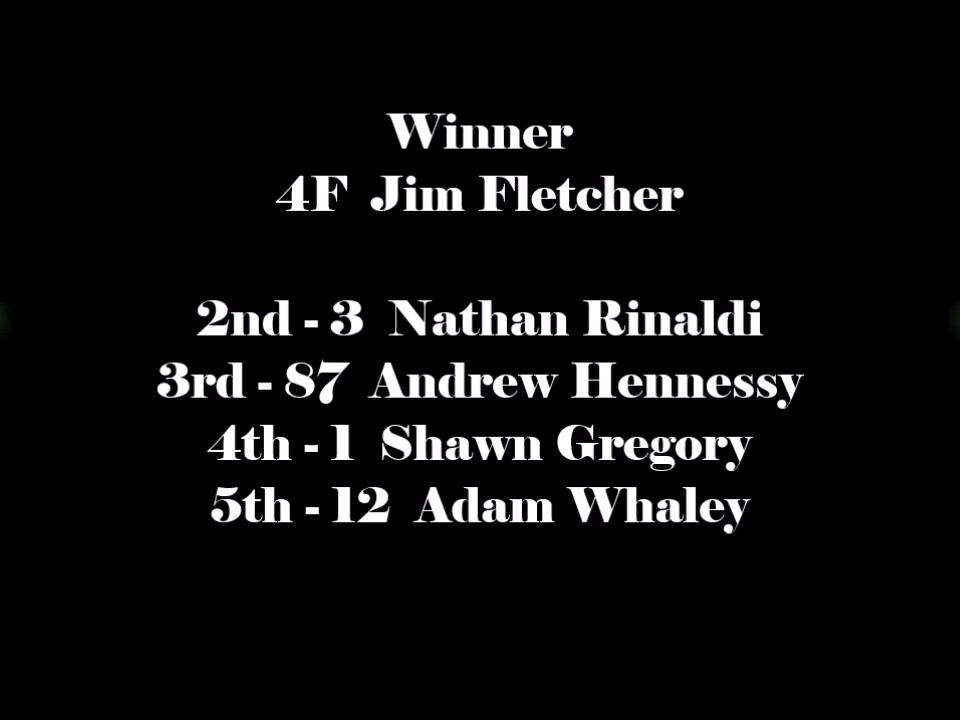 Winner
4F Jim Fletcher
2nd - 3 Nathan Rinaldi
3rd - 87 Andrew Hennessy
4th - 1 Shawn Gregory
5th - 12 Adam Whaley